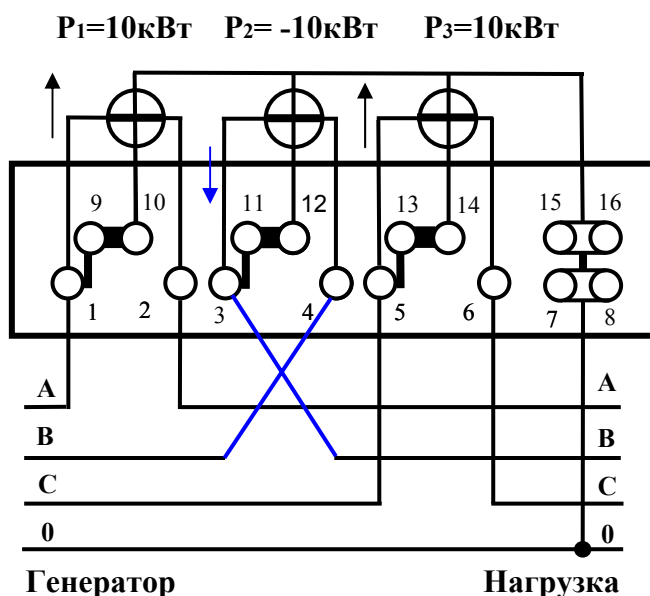 P1=10кВт P2= -10кВт P3=10кВт
9 10 11 12 13 14 15 16
1 2 3 4 5 6 7 8
A A
B B
C C
0 0
Генератор Нагрузка